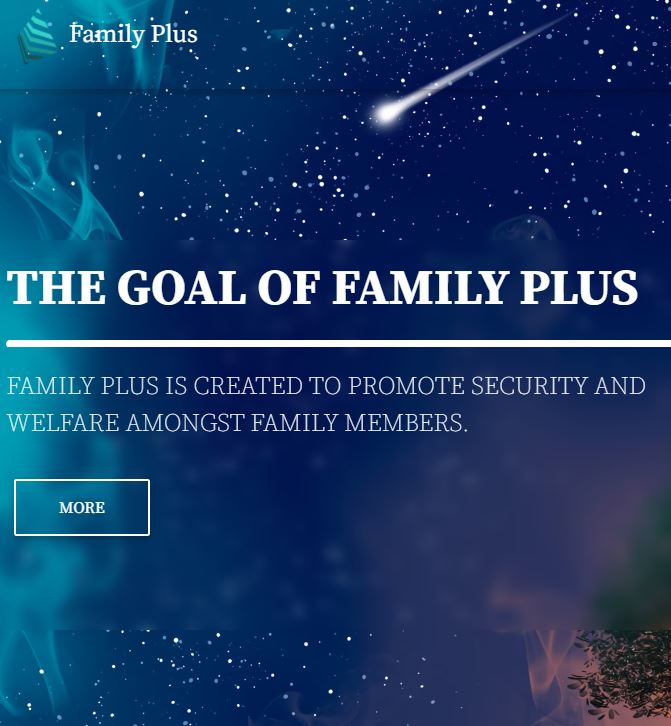 Family Plus
THE GOAL OF FAMILY PLUS
FAMILY PLUS IS CREATED TO PROMOTE SECURITY AND
WELFARE AMONGST FAMILY MEMBERS.
MORE